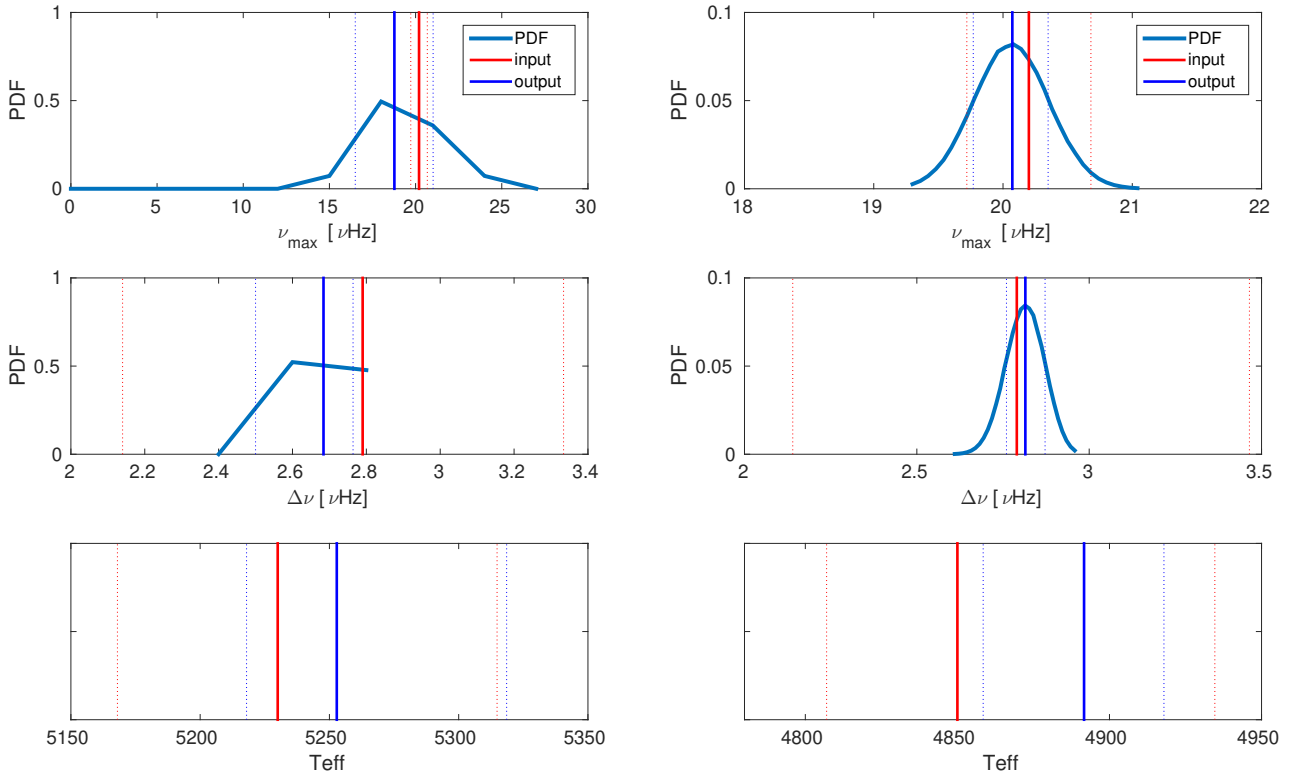 1
0.5
0
PDF
PDF
input
output
0 5 10 15 20 25 30
ν_max [ νHz]
0.1
0.05
0
PDF
PDF
input
output
18 19 20 21 22
ν_max [ νHz]
1
0.5
0
PDF
2 2.2 2.4 2.6 2.8 3 3.2 3.4
Δν [ νHz]
0.1
0.05
0
PDF
2 2.5 3 3.5
Δν [ νHz]
5150 5200 5250 5300 5350
Teff
4800 4850 4900 4950
Teff